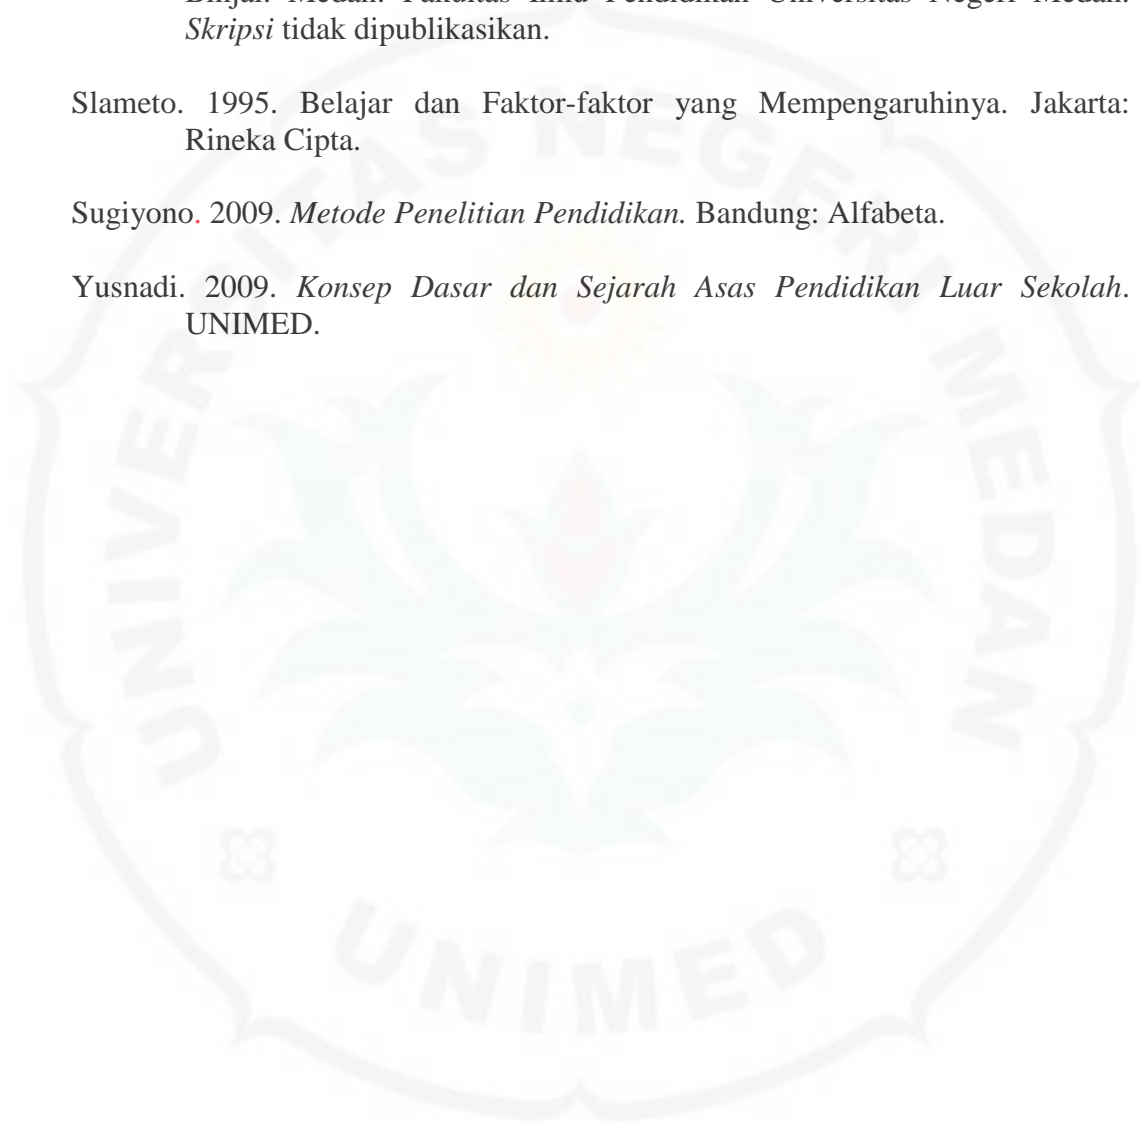 Binjai. Medan: Fakultas Ilmu Pendidikan Universitas Negeri Medan.
Skripsi tidak dipublikasikan.
Slameto. 1995. Belajar dan Faktor-faktor yang Mempengaruhinya. Jakarta:
Rineka Cipta.
Sugiyono. 2009. Metode Penelitian Pendidikan. Bandung: Alfabeta.
Yusnadi. 2009. Konsep Dasar dan Sejarah Asas Pendidikan Luar Sekolah.
UNIMED.
UNIVERSITAS NEGERI MEDAN
UNIMED